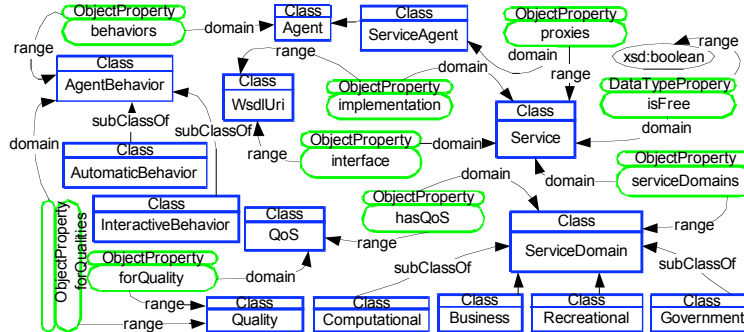 ObjectProperty
behaviors
domain
Class
Agent
Class
ServiceAgent
ObjectProperty
proxies
domain
range
range
xsd:boolean
range
Class
AgentBehavior
range
Class
WsdlUri
domain
ObjectProperty
implementation
DataTypeProperty
isFree
domain
Class
Service
subClassOf
subClassOf
domain
Class
AutomaticBehavior
range
ObjectProperty
interface
domain
ObjectProperty
serviceDomains
domain
domain
Class
InteractiveBehavior
ObjectProperty
forQualities
Class
QoS
ObjectProperty
hasQoS
range
Class
ServiceDomain
range
ObjectProperty
forQuality
domain
subClassOf
subClassOf
range
range
Class
Quality
Class
Computational
Class
Business
Class
Recreational
Class
Government